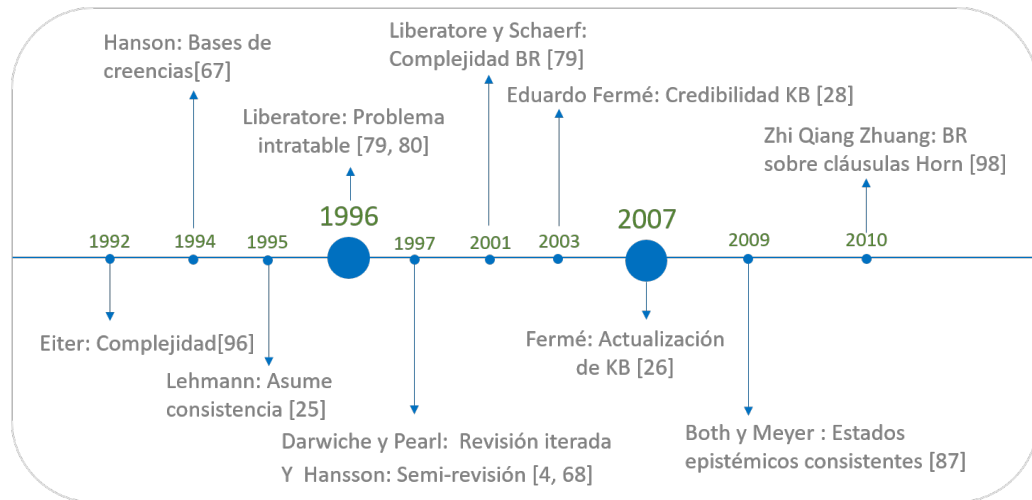 Hanson: Bases de
creencias[67]
Liberatore y Schaerf:
Complejidad BR [79]
Eduardo Fermé: Credibilidad KB [28]
Liberatore: Problema
intratable [79, 80]
Zhi Qiang Zhuang: BR
sobre cláusulas Horn [98]
1992
1994
1995
1996
1997
2001
2003
2007
2009
2010
Eiter: Complejidad[96]
Fermé: Actualización
de KB [26]
Lehmann: Asume
consistencia [25]
Darwiche y Pearl: Revisión iterada
Y Hansson: Semi-revisión [4, 68]
Both y Meyer : Estados
epistémicos consistentes [87]